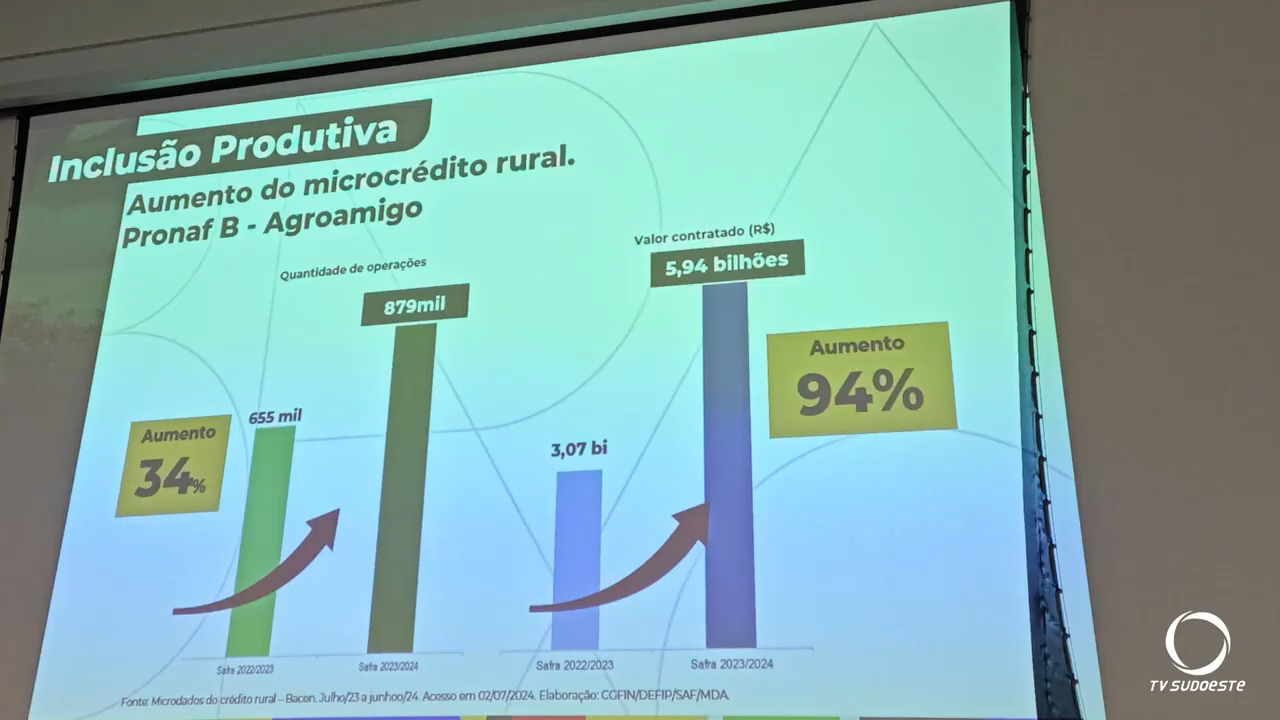 Inclusão Produtiva
Aumento do microcrédito rural.
Pronaf B - Agroamigo
Quantidade de operações
879mil
655 mil
Aumento
34%
Safra 2022/2023
Safra 2023/2024
Valor contratado (R$)
5,94 bilhões
3,07 bi
Aumento
94%
Safra 2022/2023
Safra 2023/2024
Fonte: Microdados do crédito rural – Bacen. Julho/23 a junhoo/24. Acesso em 02/07/2024. Elaboração: CGFIN/DEFIP/SAF/MDA.
TV SUDOESTE